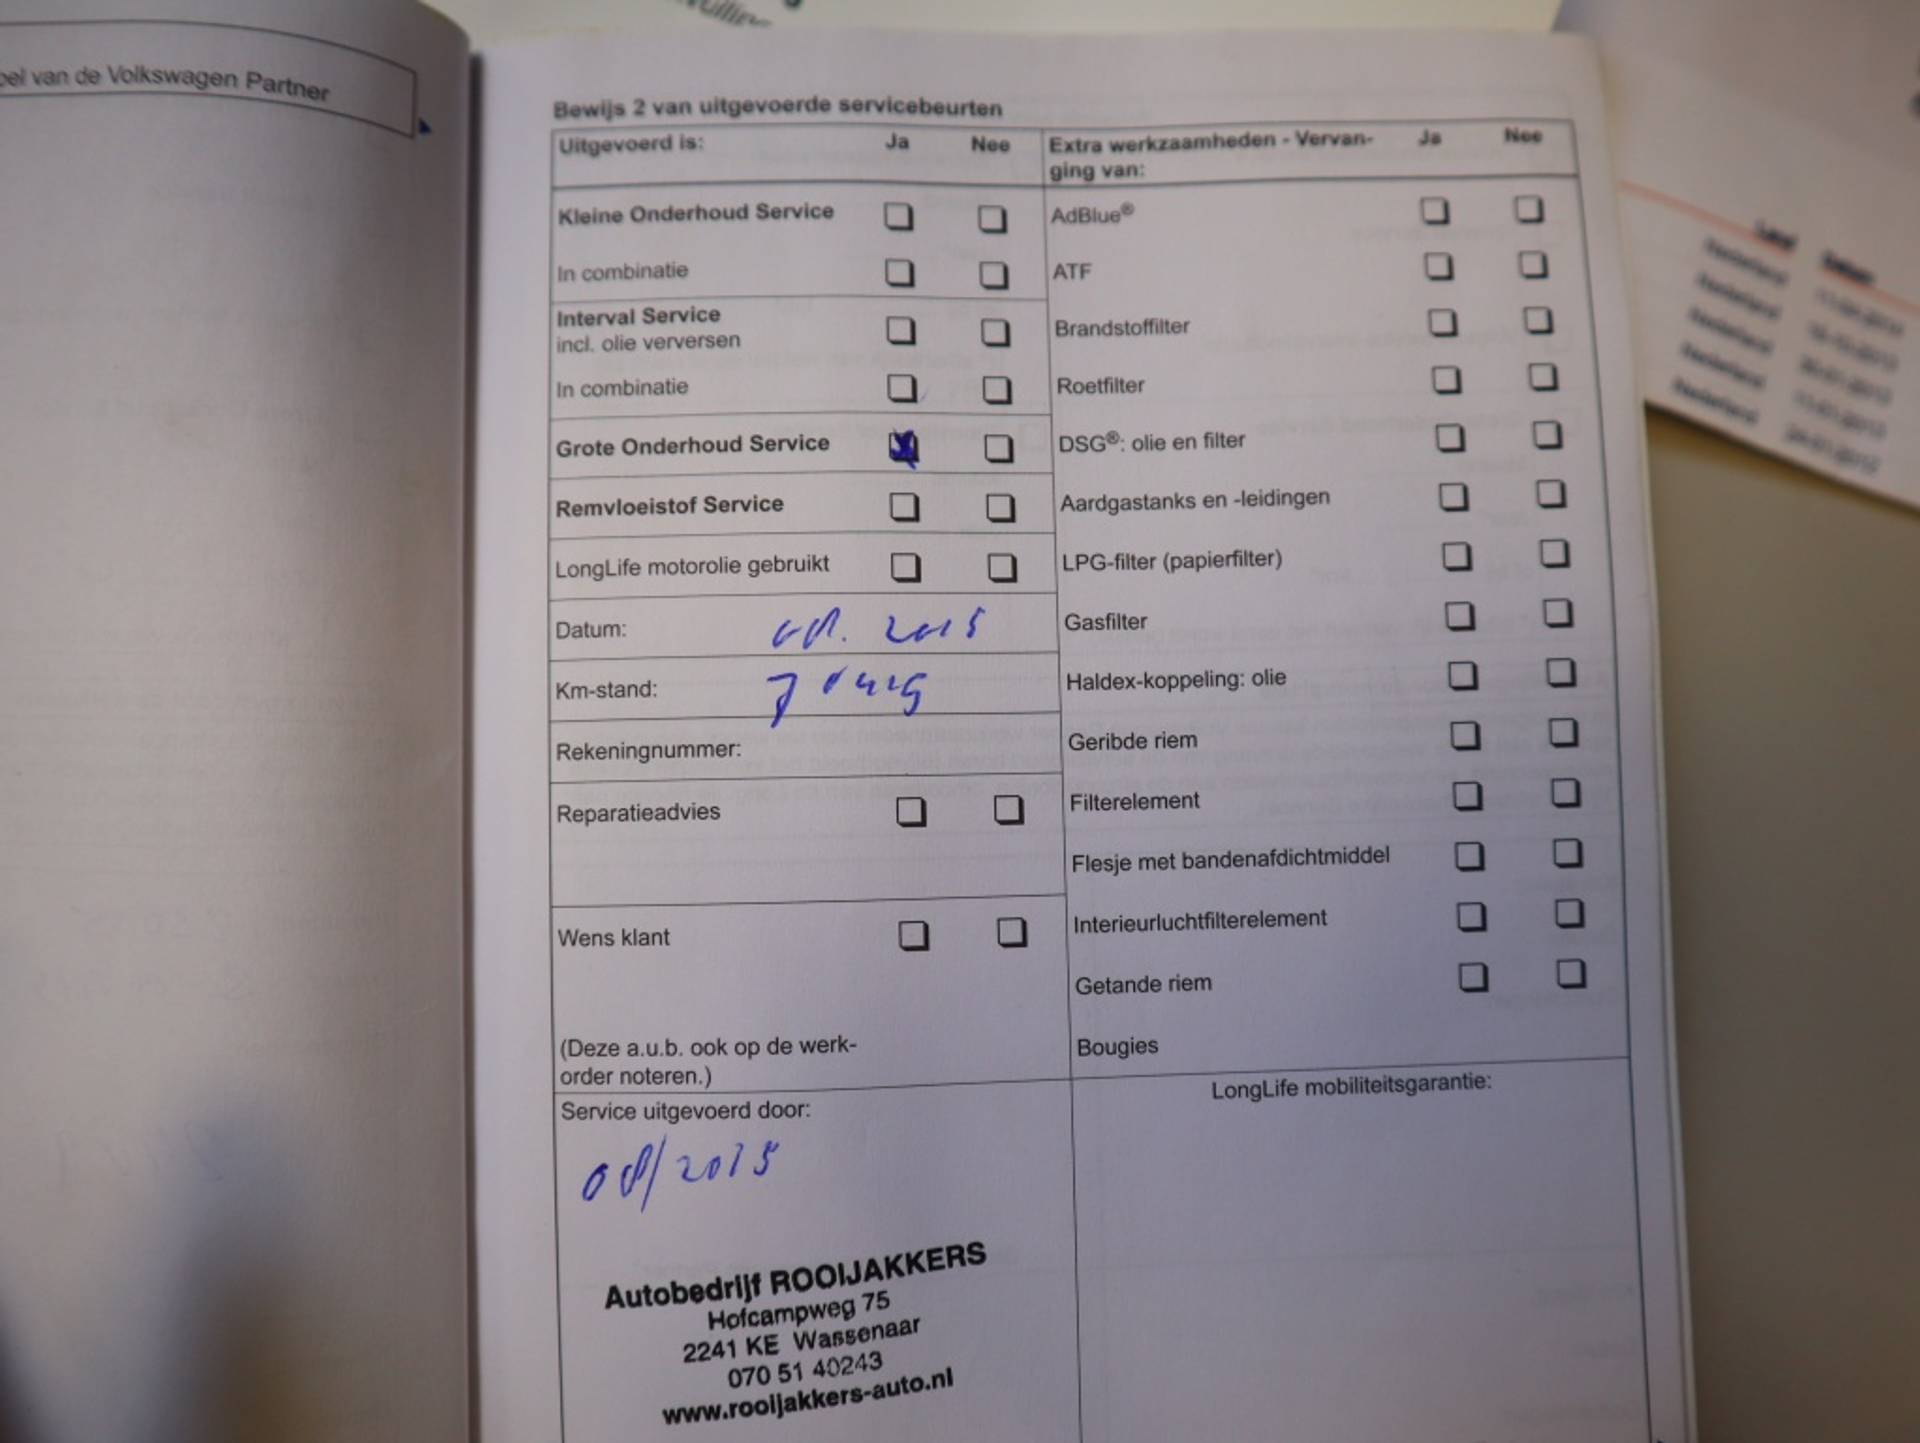 van de Volkswagen Partner
Bewijs 2 van uitgevoerde servicebeurten
Uitgevoerd is: Ja Nee
Kleine Onderhoud Service
In combinatie
Interval Service
incl. olie verversen
In combinatie
Grote Onderhoud Service
Remvloeistof Service
LongLife motorolie gebruikt
Datum: 08. 2015
Km-stand:
Rekeningnummer:
Reparatieadvies
Wens klant
(Deze a.u.b. ook op de werk-
order noteren.)
Extra werkzaamheden - Vervan- Ja Nee
ging van:
AdBlue®
ATF
Brandstoffilter
Roetfilter
DSG®: olie en filter
Aardgastanks en -leidingen
LPG-filter (papierfilter)
Gasfilter
Haldex-koppeling: olie
Geribde riem
Filterelement
Flesje met bandenafdichtmiddel
Interieurluchtfilterelement
Getande riem
Bougies
Service uitgevoerd door:
08/2015
Autobedrijf ROOIJAKKERS
Hofcampweg 75
2241 KE Wassenaar
070 51 40243
www.rooijakkers-auto.nl
LongLife mobiliteitsgarantie: